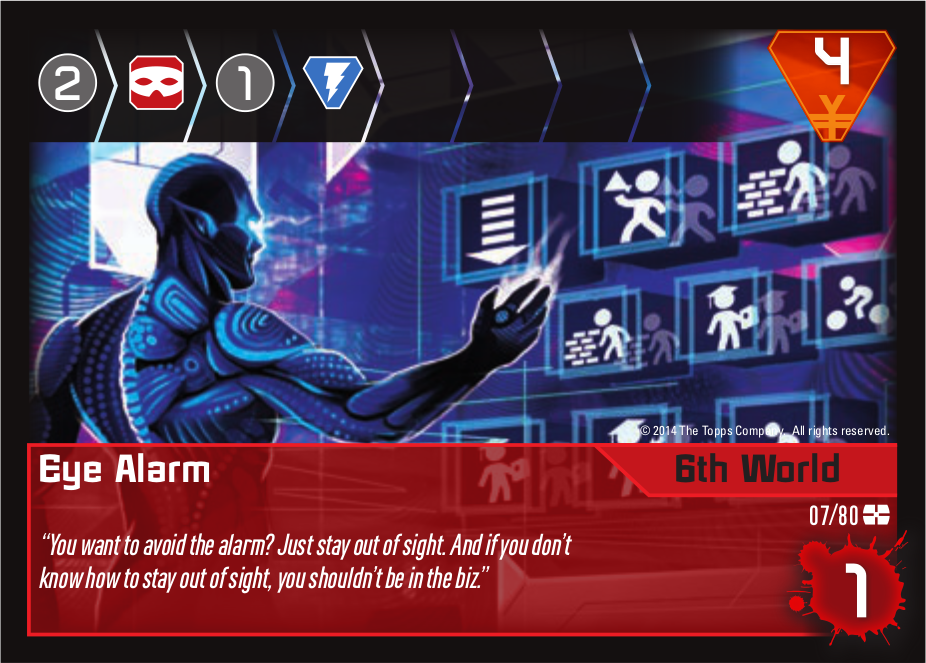 2 1 4
¥
© 2014 The Topps Company. All rights reserved.
Eye Alarm 6th World
07/80
“You want to avoid the alarm? Just stay out of sight. And if you don’t
know how to stay out of sight, you shouldn’t be in the biz.”
1